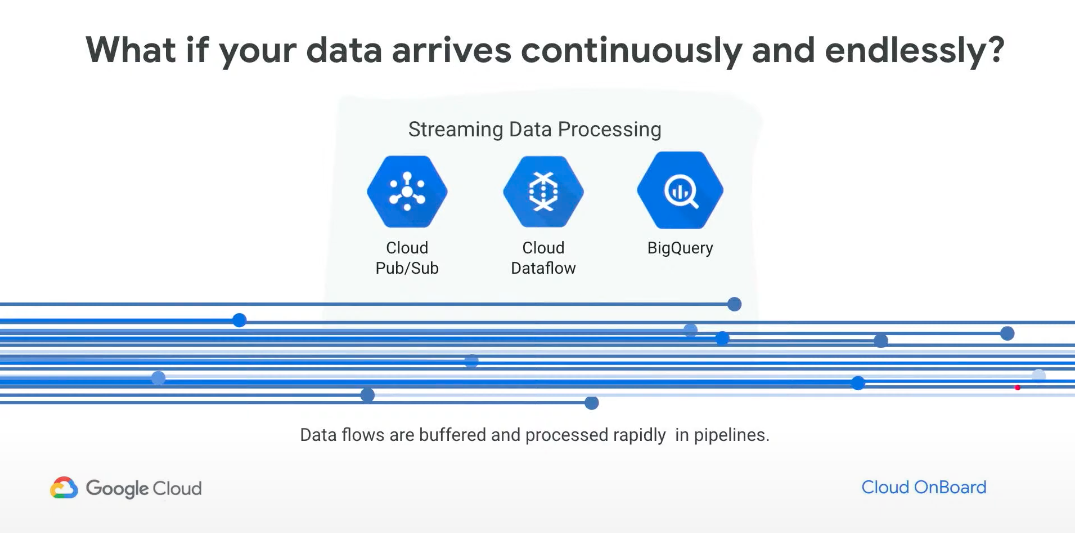 What if your data arrives continuously and endlessly?
Streaming Data Processing
Cloud
Pub/Sub
Cloud
Dataflow
BigQuery
Data flows are buffered and processed rapidly in pipelines.
Google Cloud
Cloud OnBoard